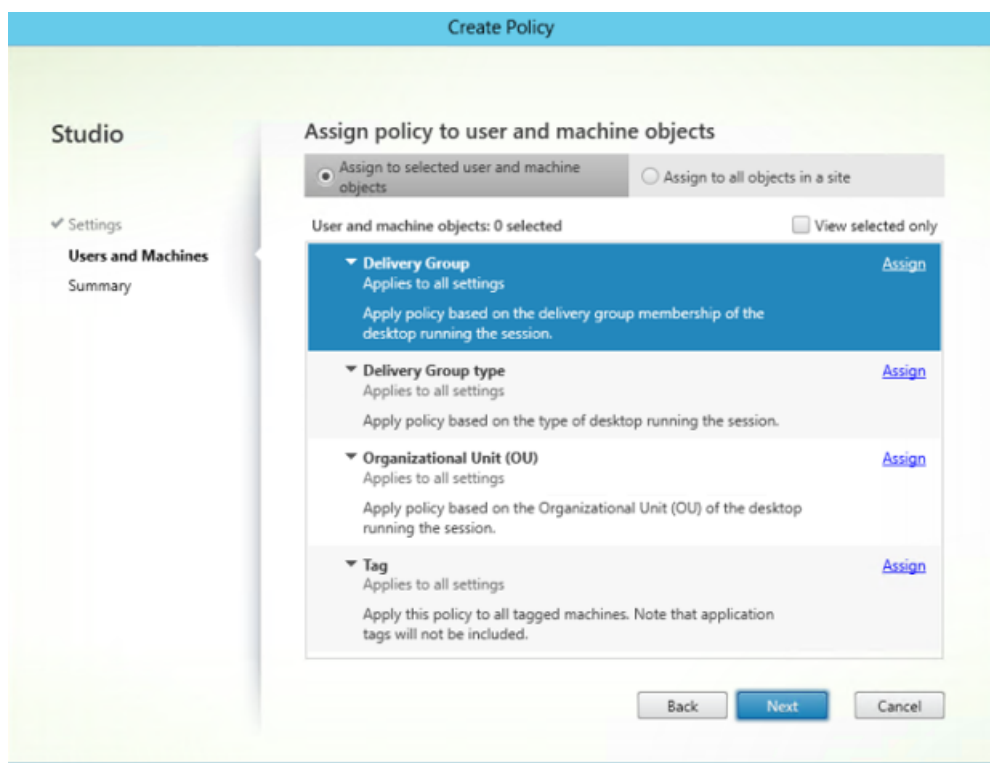 Create Policy
Studio
Settings
Users and Machines
Summary
Assign policy to user and machine objects
Assign to selected user and machine
objects
Assign to all objects in a site
User and machine objects: 0 selected
View selected only
Delivery Group
Assign
Applies to all settings
Apply policy based on the delivery group membership of the
desktop running the session.
Delivery Group type
Assign
Applies to all settings
Apply policy based on the type of desktop running the session.
Organizational Unit (OU)
Assign
Applies to all settings
Apply policy based on the Organizational Unit (OU) of the desktop
running the session.
Tag
Assign
Applies to all settings
Apply this policy to all tagged machines. Note that application
tags will not be included.
Back
Next
Cancel